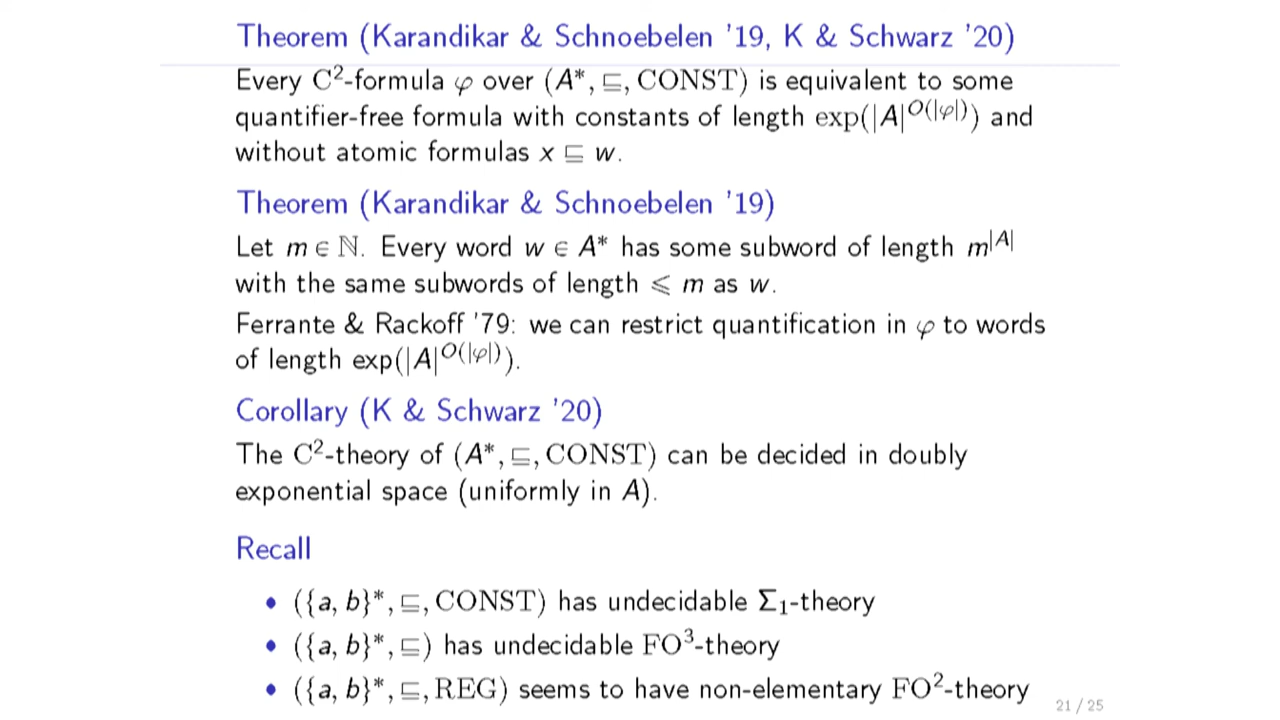 Theorem (Karandikar & Schnoebelen '19, K & Schwarz '20)
Every C²-formula φ over (A*, ⊑, CONST) is equivalent to some
quantifier-free formula with constants of length exp(|A|^{O(|φ|)}) and
without atomic formulas x ⊑ w.
Theorem (Karandikar & Schnoebelen '19)
Let m ∈ ℕ. Every word w ∈ A* has some subword of length m^{|A|}
with the same subwords of length ⩽ m as w.
Ferrante & Rackoff '79: we can restrict quantification in φ to words
of length exp(|A|^{O(|φ|)}).
Corollary (K & Schwarz '20)
The C²-theory of (A*, ⊑, CONST) can be decided in doubly
exponential space (uniformly in A).
Recall
• ({a, b}*, ⊑, CONST) has undecidable Σ₁-theory
• ({a, b}*, ⊑) has undecidable FO³-theory
• ({a, b}*, ⊑, REG) seems to have non-elementary FO²-theory
21 / 25